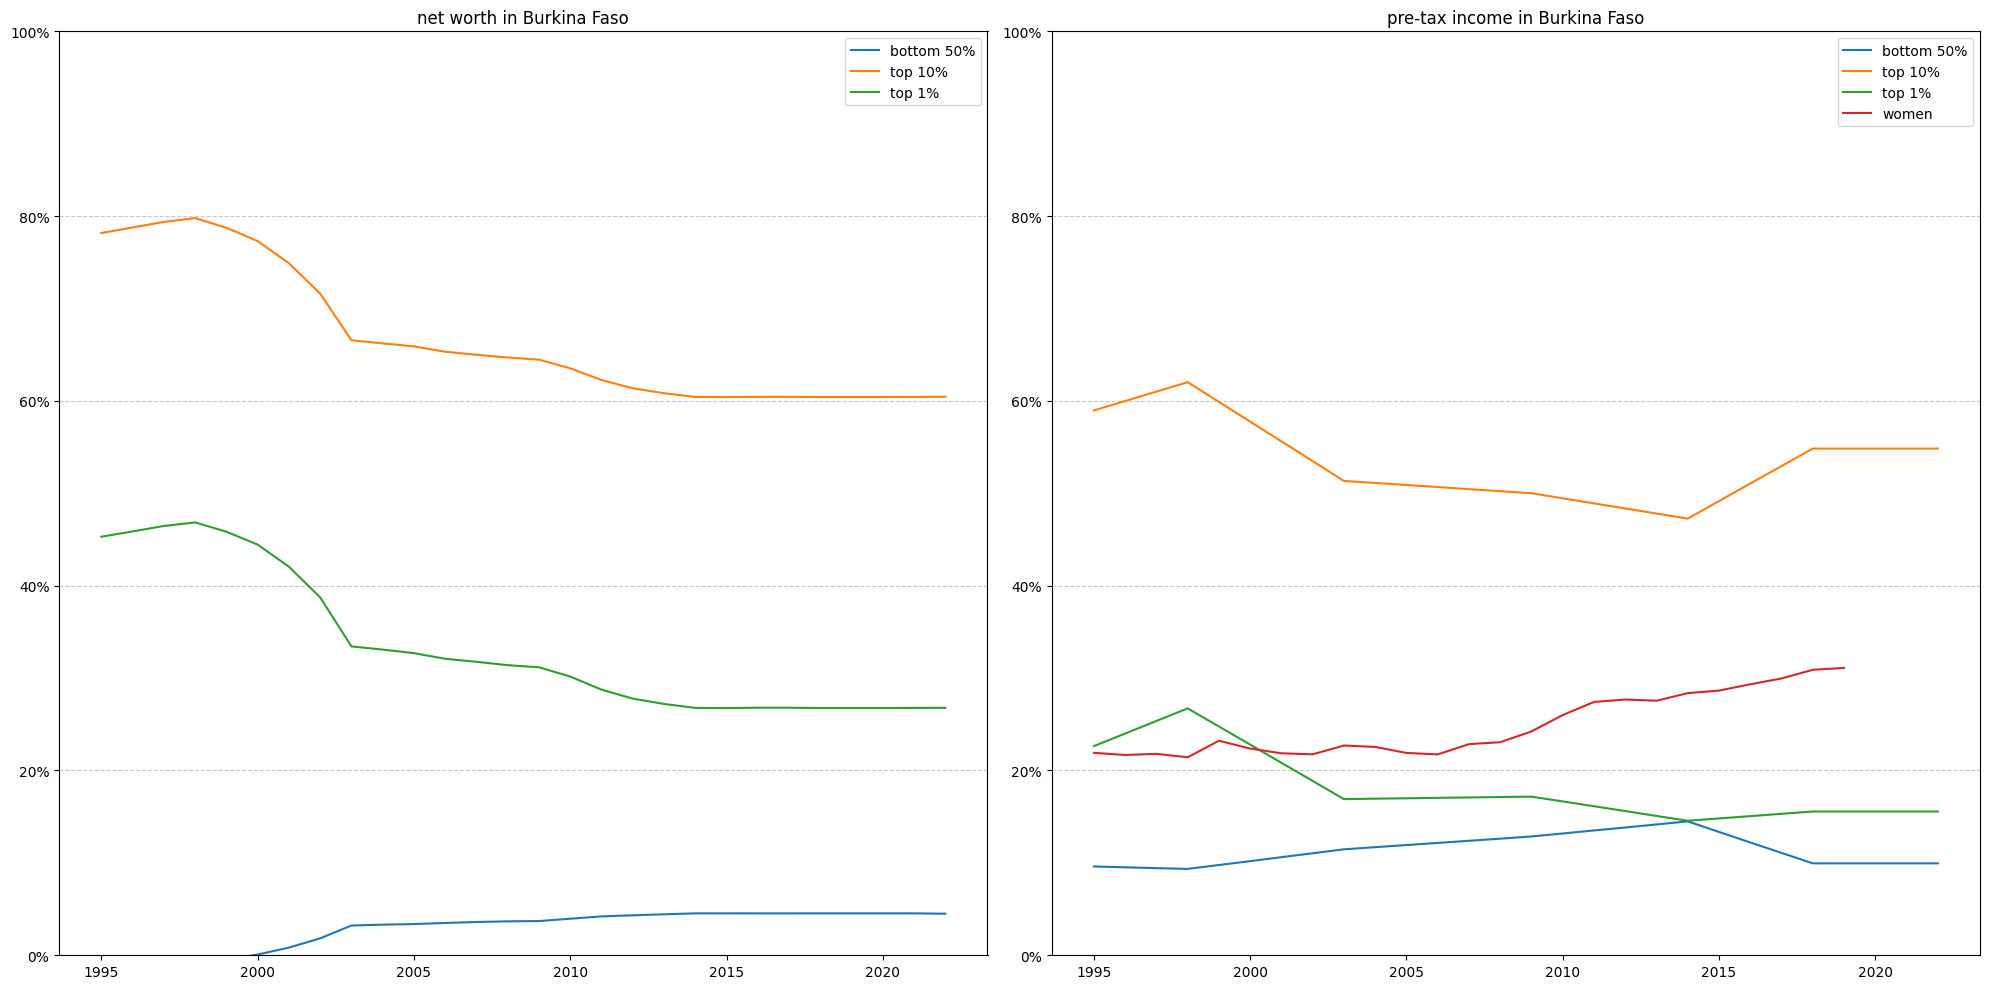 net worth in Burkina Faso
100%
80%
60%
40%
20%
0%
1995 2000 2005 2010 2015 2020
bottom 50%
top 10%
top 1%
pre-tax income in Burkina Faso
100%
80%
60%
40%
20%
0%
1995 2000 2005 2010 2015 2020
bottom 50%
top 10%
top 1%
women